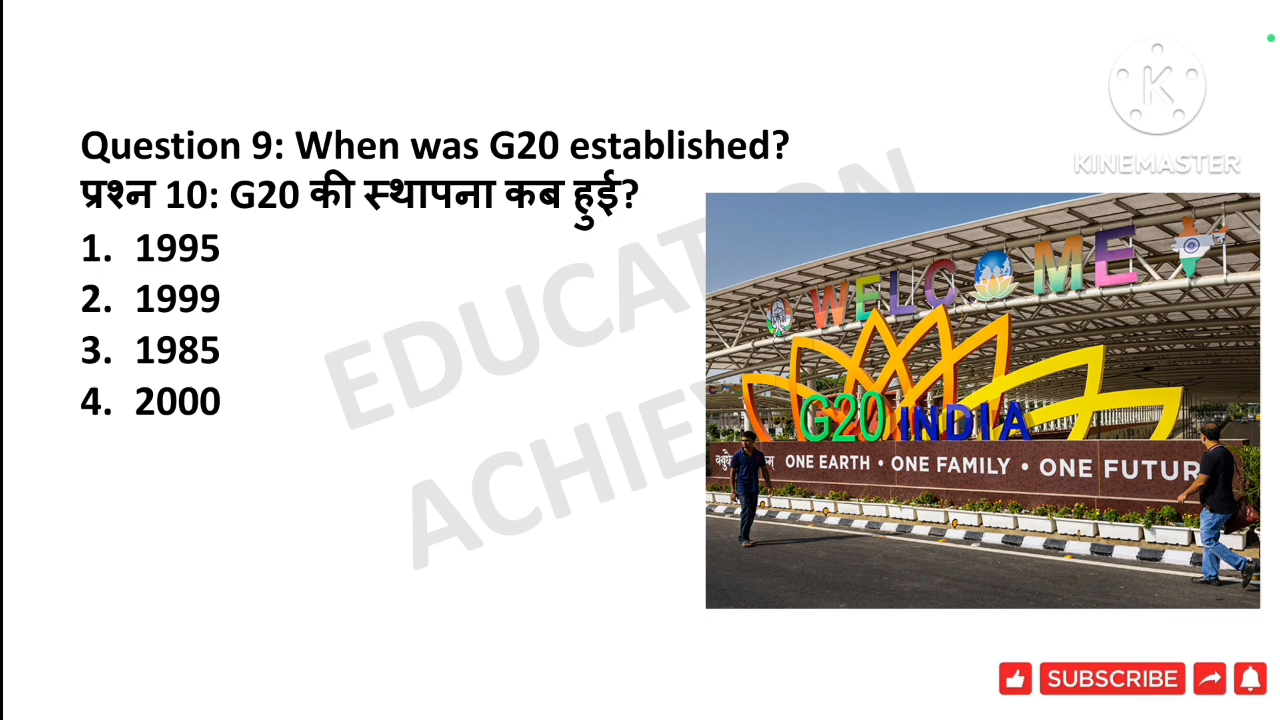 Question 9: When was G20 established?
प्रश्न 10: G20 की स्थापना कब हुई?
1. 1995
2. 1999
3. 1985
4. 2000
EDUCATION
KINEMASTER
WELCOME
G20 INDIA
ONE EARTH • ONE FAMILY • ONE FUTUR
SUBSCRIBE